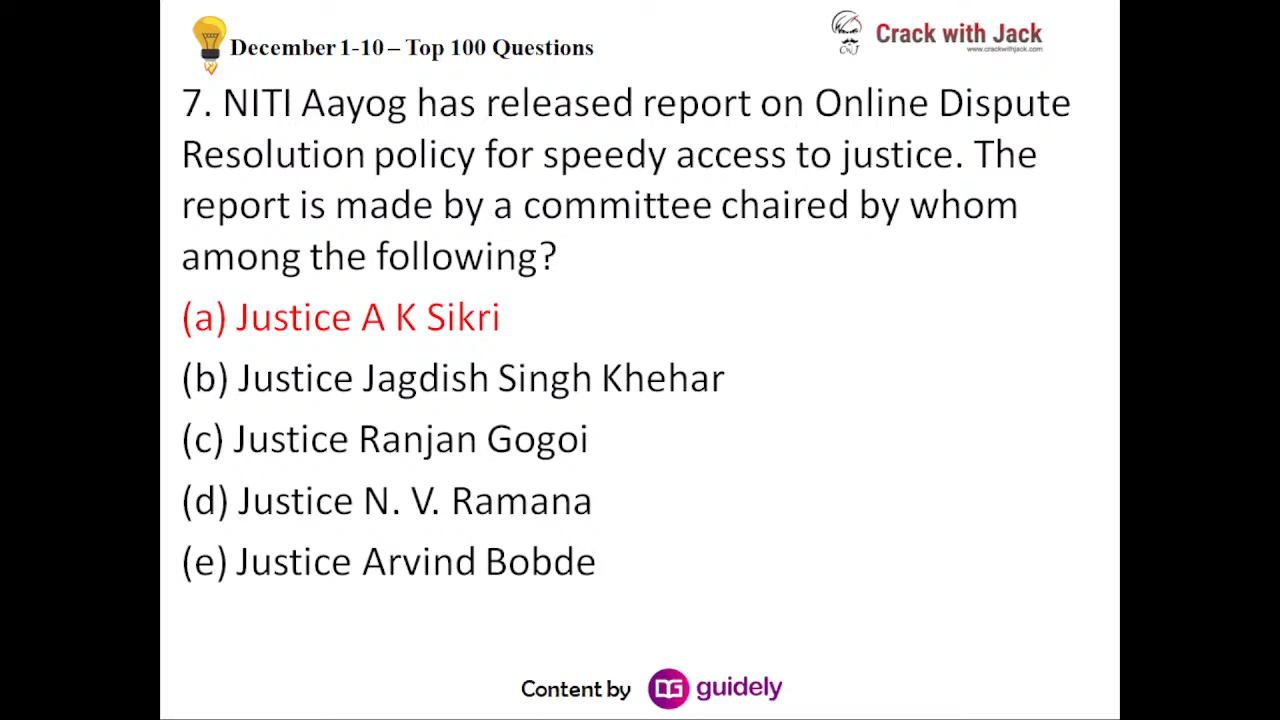 December 1-10 – Top 100 Questions
Crack with Jack
www.crackwithjack.com
7. NITI Aayog has released report on Online Dispute
Resolution policy for speedy access to justice. The
report is made by a committee chaired by whom
among the following?
(a) Justice A K Sikri
(b) Justice Jagdish Singh Khehar
(c) Justice Ranjan Gogoi
(d) Justice N. V. Ramana
(e) Justice Arvind Bobde
Content by guidely